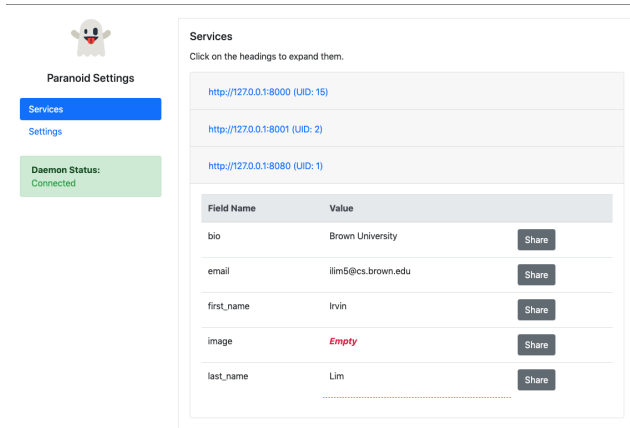 Paranoid Settings
Services
Settings
Daemon Status:
Connected
Services
Click on the headings to expand them.
http://127.0.0.1:8000 (UID: 15)
http://127.0.0.1:8001 (UID: 2)
http://127.0.0.1:8080 (UID: 1)
Field Name Value
bio Brown University Share
email ilim5@cs.brown.edu Share
first_name Irvin Share
image Empty Share
last_name Lim Share